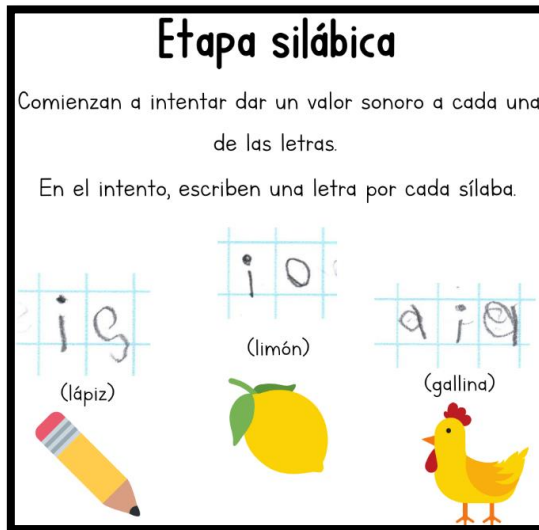 Etapa silábica
Comienzan a intentar dar un valor sonoro a cada una
de las letras.
En el intento, escriben una letra por cada sílaba.
i o
i s
a i a
(limón)
(lápiz)
(gallina)